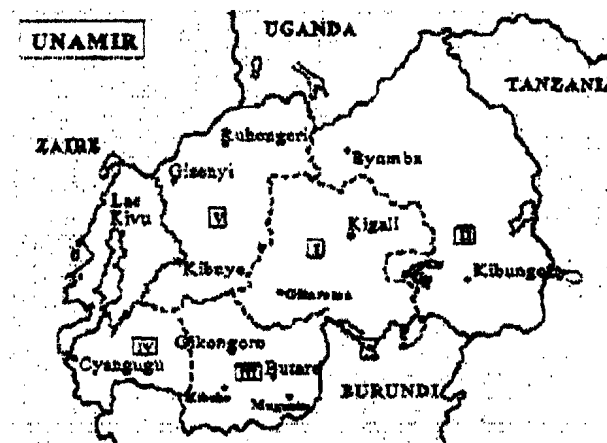 UNAMIR
UGANDA
TANZANIA
ZAIRE
Ruhengeri
Byumba
Gisenyi
Lac
Kivu
V
Kigali
I
II
Kibuye
Kibungo
Gitarama
IV
Gikongoro
Cyangugu
III
Butare
BURUNDI
Kibeho